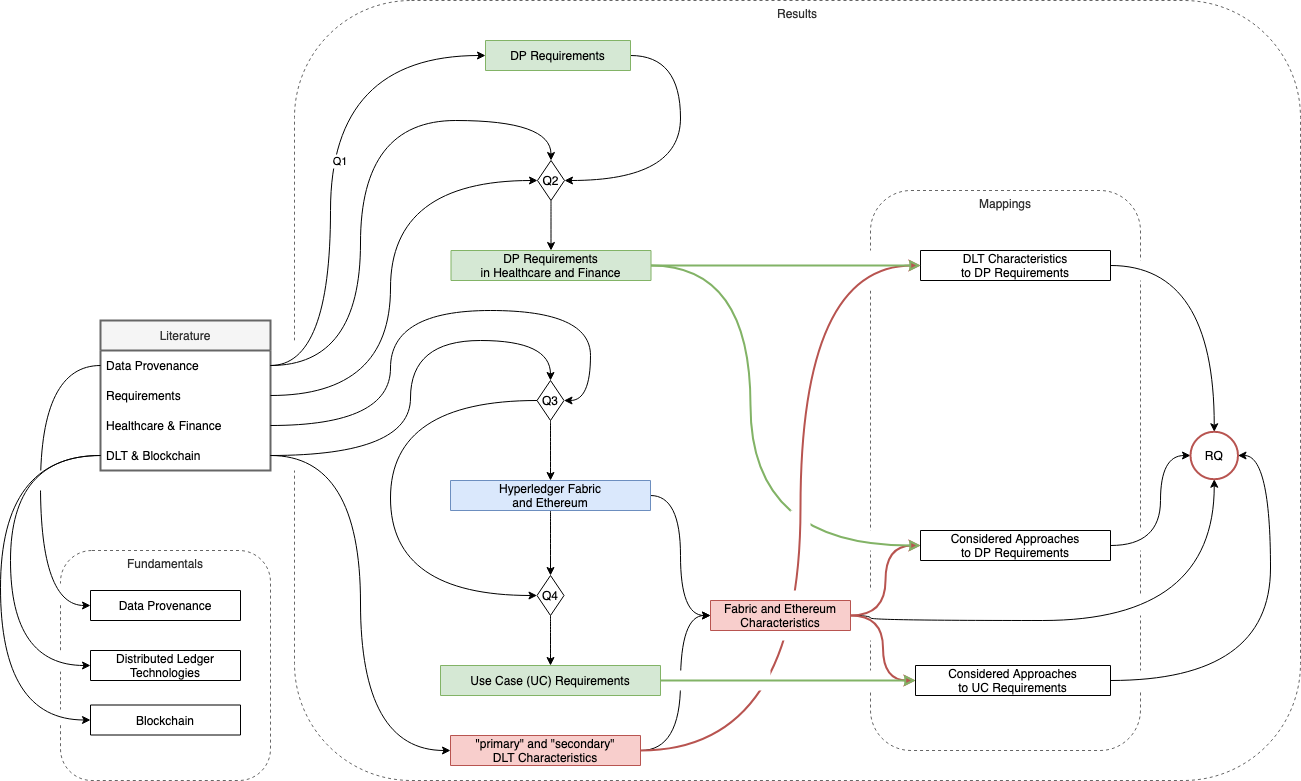 Results
DP Requirements
Q1
Q2
Mappings
DP Requirements
in Healthcare and Finance
DLT Characteristics
to DP Requirements
Literature
Data Provenance
Requirements
Healthcare & Finance
DLT & Blockchain
Q3
RQ
Hyperledger Fabric
and Ethereum
Considered Approaches
to DP Requirements
Fundamentals
Data Provenance
Distributed Ledger
Technologies
Blockchain
Q4
Fabric and Ethereum
Characteristics
Use Case (UC) Requirements
Considered Approaches
to UC Requirements
"primary" and "secondary"
DLT Characteristics